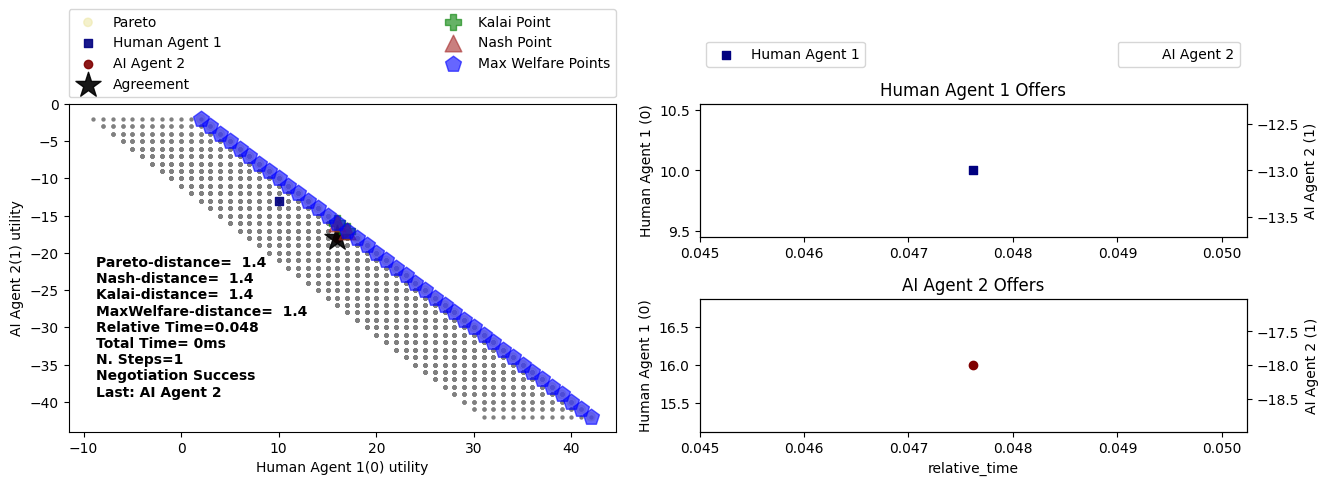 Pareto
Human Agent 1
AI Agent 2
Agreement
Kalai Point
Nash Point
Max Welfare Points
0
−5
−10
−15
−20
−25
−30
−35
−40
AI Agent 2(1) utility
Pareto-distance= 1.4
Nash-distance= 1.4
Kalai-distance= 1.4
MaxWelfare-distance= 1.4
Relative Time=0.048
Total Time= 0ms
N. Steps=1
Negotiation Success
Last: AI Agent 2
−10 0 10 20 30 40
Human Agent 1(0) utility
Human Agent 1
AI Agent 2
Human Agent 1 Offers
10.5
10.0
9.5
Human Agent 1 (0)
−12.5
−13.0
−13.5
AI Agent 2 (1)
0.045 0.046 0.047 0.048 0.049 0.050
AI Agent 2 Offers
16.5
16.0
15.5
Human Agent 1 (0)
−17.5
−18.0
−18.5
AI Agent 2 (1)
0.045 0.046 0.047 0.048 0.049 0.050
relative_time